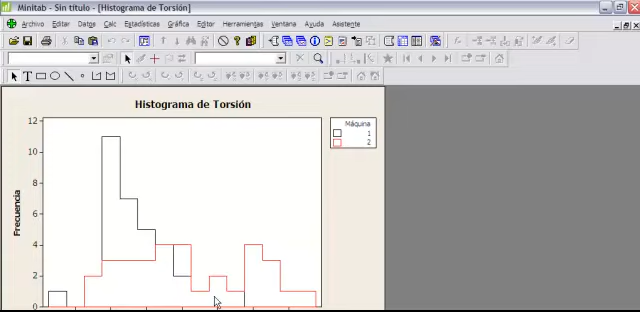 Minitab - Sin título - [Histograma de Torsión]
Archivo Editar Datos Calc Estadísticas Gráfica Editor Herramientas Ventana Ayuda Asistente
Histograma de Torsión
Máquina
1
2
12
10
8
6
4
2
0
Frecuencia